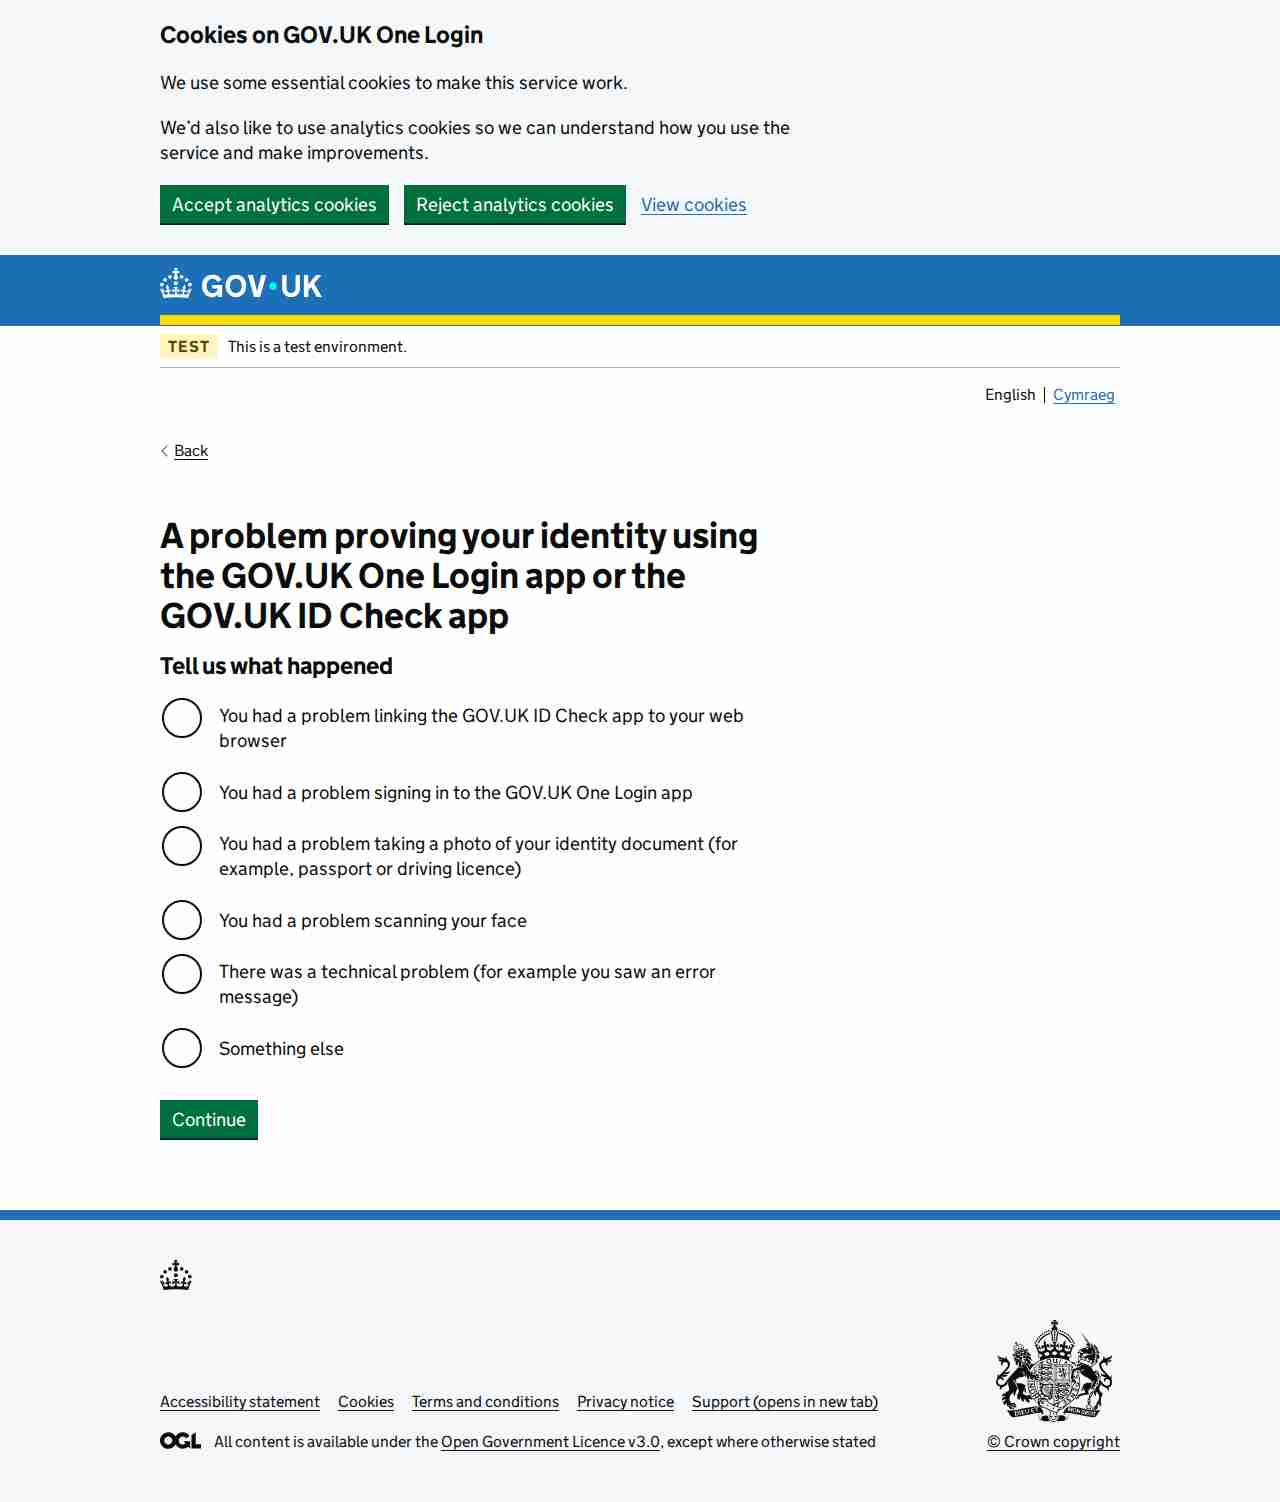 Cookies on GOV.UK One Login
We use some essential cookies to make this service work.
We'd also like to use analytics cookies so we can understand how you use the
service and make improvements.
Accept analytics cookies Reject analytics cookies View cookies
GOV·UK
TEST This is a test environment.
English Cymraeg
Back
A problem proving your identity using
the GOV.UK One Login app or the
GOV.UK ID Check app
Tell us what happened
You had a problem linking the GOV.UK ID Check app to your web
browser
You had a problem signing in to the GOV.UK One Login app
You had a problem taking a photo of your identity document (for
example, passport or driving licence)
You had a problem scanning your face
There was a technical problem (for example you saw an error
message)
Something else
Continue
Accessibility statement Cookies Terms and conditions Privacy notice Support (opens in new tab)
OGL All content is available under the Open Government Licence v3.0, except where otherwise stated
© Crown copyright